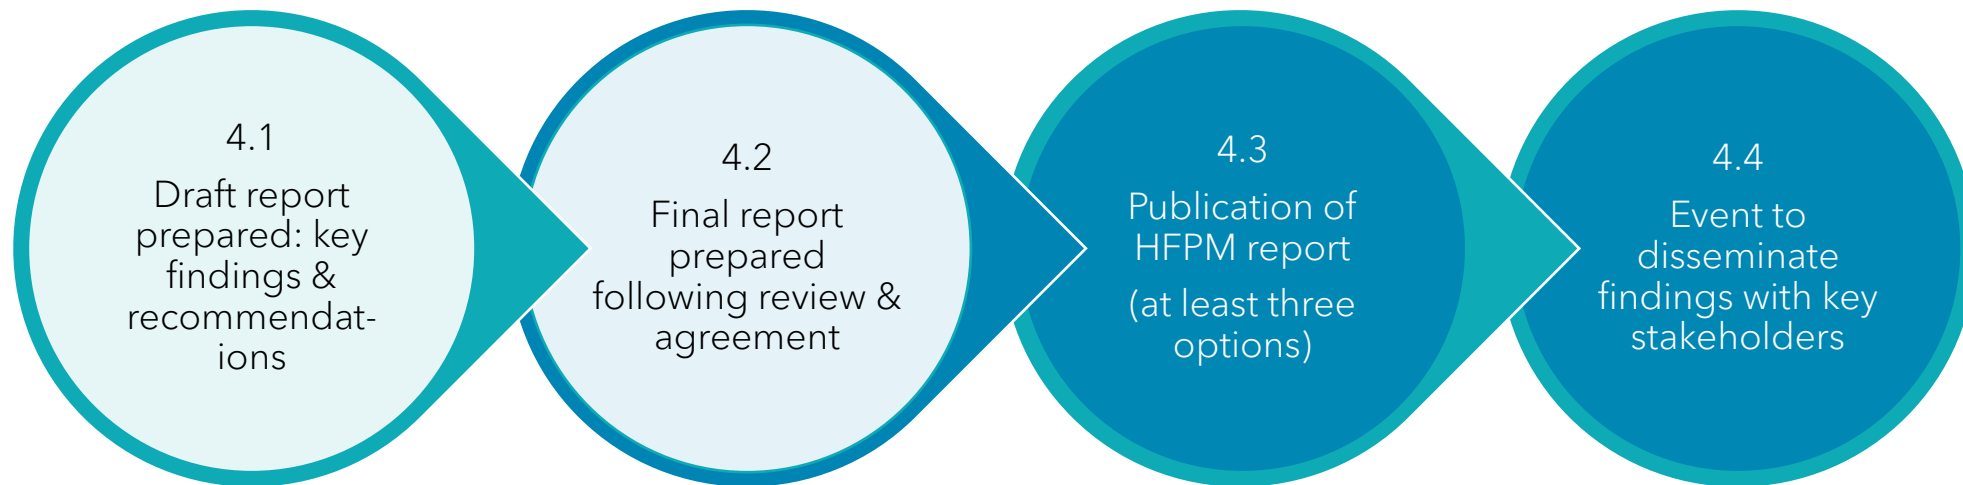 4.1
Draft report
prepared: key
findings &
recommendat-
ions
4.2
Final report
prepared
following review &
agreement
4.3
Publication of
HFPM report
(at least three
options)
4.4
Event to
disseminate
findings with key
stakeholders